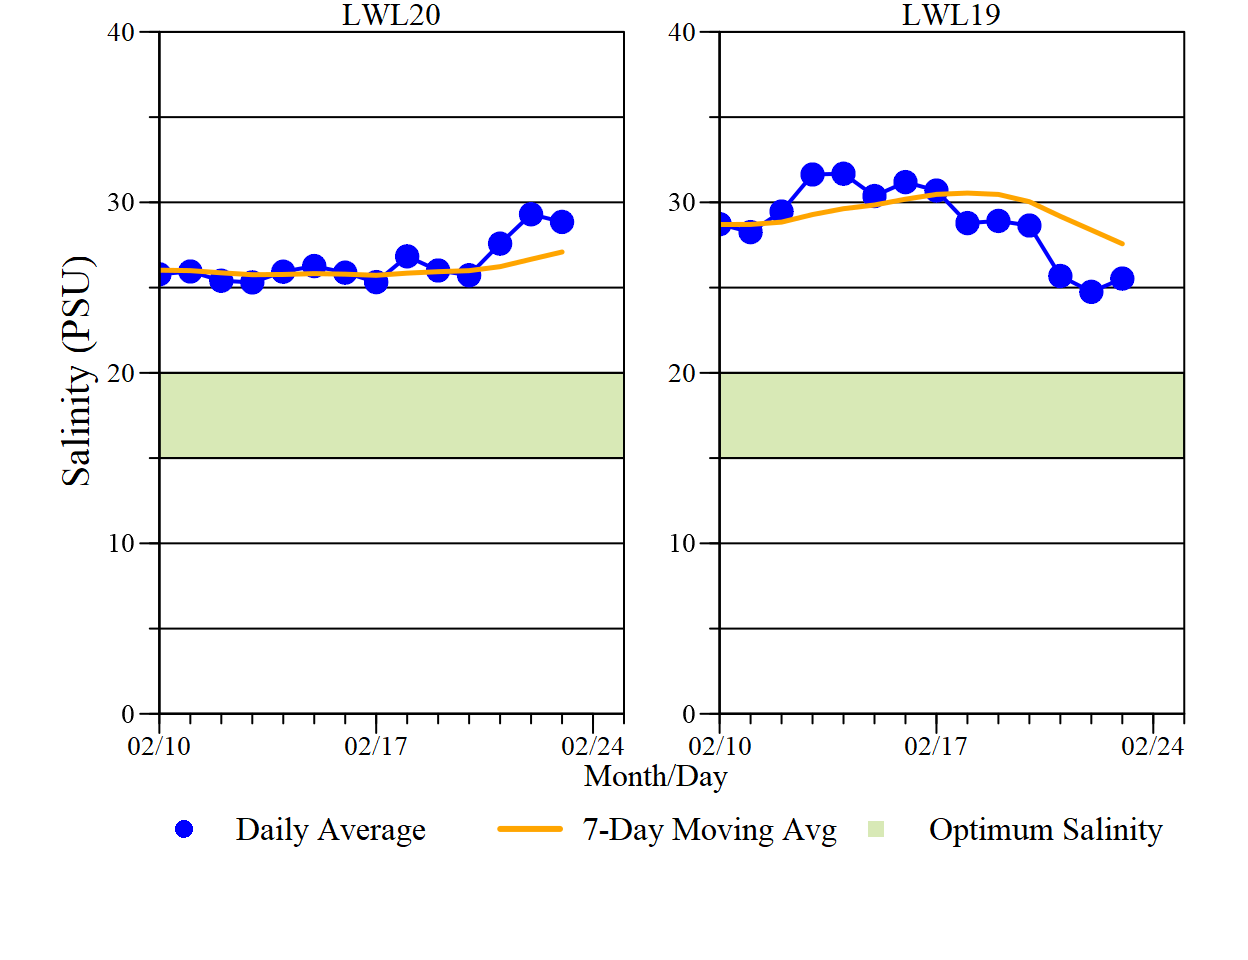 LWL20 LWL19
40 40
30 30
20 20
10 10
0 0
Salinity (PSU)
02/10 02/17 02/24 02/10 02/17 02/24
Month/Day
Daily Average 7-Day Moving Avg Optimum Salinity